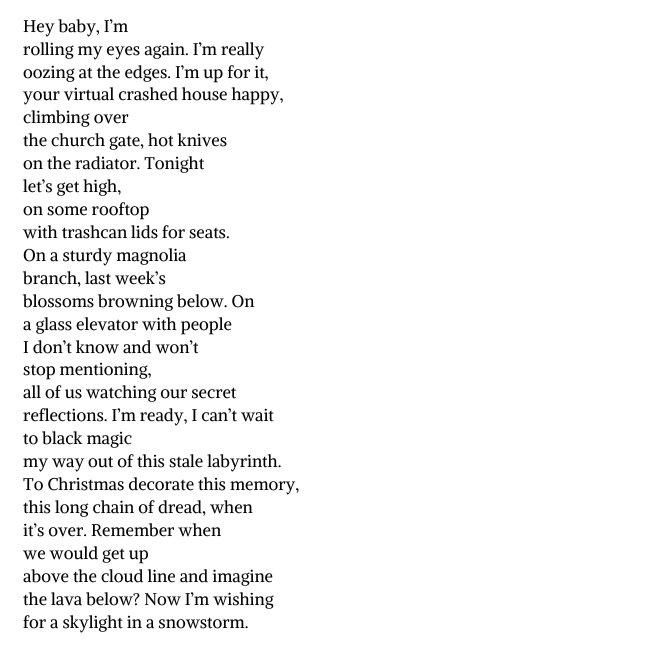 Hey baby, I’m
rolling my eyes again. I’m really
oozing at the edges. I’m up for it,
your virtual crashed house happy,
climbing over
the church gate, hot knives
on the radiator. Tonight
let’s get high,
on some rooftop
with trashcan lids for seats.
On a sturdy magnolia
branch, last week’s
blossoms browning below. On
a glass elevator with people
I don’t know and won’t
stop mentioning,
all of us watching our secret
reflections. I’m ready, I can’t wait
to black magic
my way out of this stale labyrinth.
To Christmas decorate this memory,
this long chain of dread, when
it’s over. Remember when
we would get up
above the cloud line and imagine
the lava below? Now I’m wishing
for a skylight in a snowstorm.